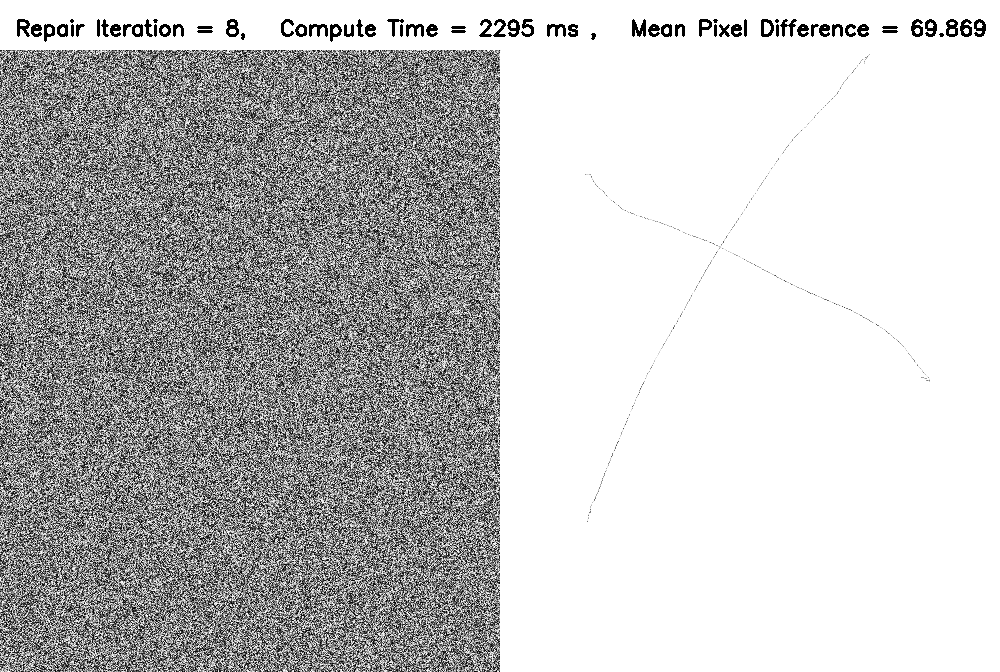 Repair Iteration = 8,   Compute Time = 2295 ms ,   Mean Pixel Difference = 69.869